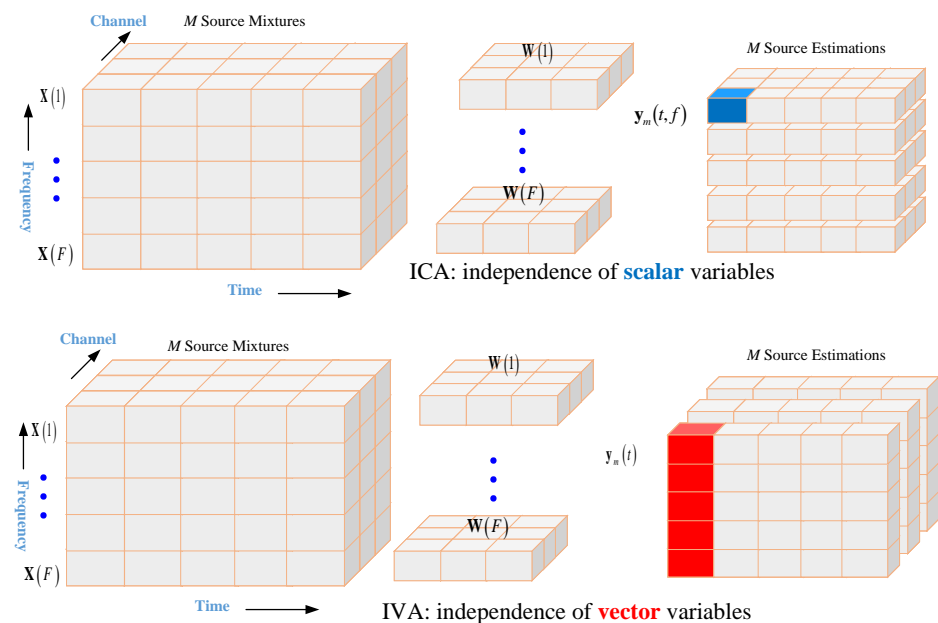 Channel
M Source Mixtures
X(1)
Frequency
X(F)
Time
W(1)
W(F)
M Source Estimations
y_m(t,f)
ICA: independence of scalar variables
Channel
M Source Mixtures
X(1)
Frequency
X(F)
Time
W(1)
W(F)
M Source Estimations
y_m(t)
IVA: independence of vector variables